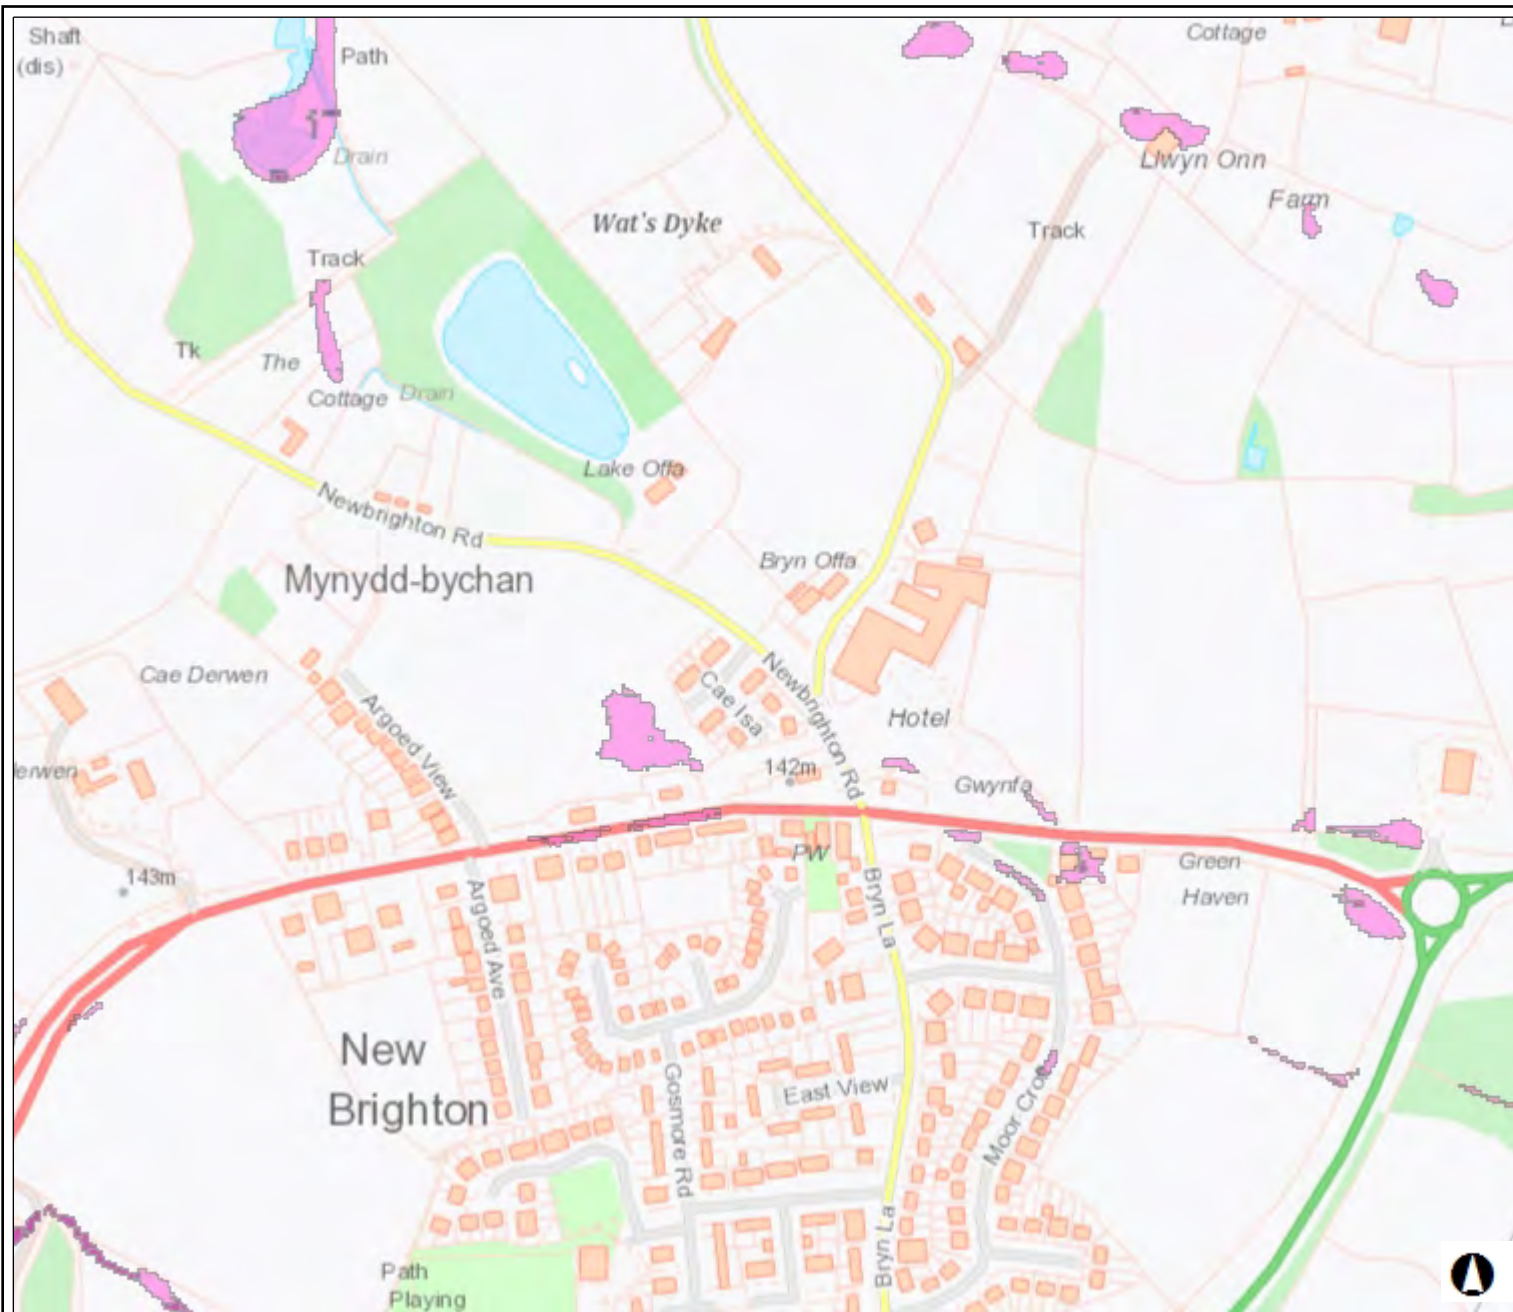 Shaft
(dis)
Path
Cottage
Drain
Llwyn Onn
Farm
Wat's Dyke
Track
Track
Tk
The
Cottage
Drain
Lake Offa
Newbrighton Rd
Bryn Offa
Mynydd-bychan
Cae Derwen
Newbrighton Rd
Cae Isa
Argoed View
Hotel
142m
Gwynfa
erwen
PW
Green
Haven
143m
Bryn La
Argoed Ave
New
Brighton
East View
Gosmore Rd
Moor Cro
Bryn La
Path
Playing